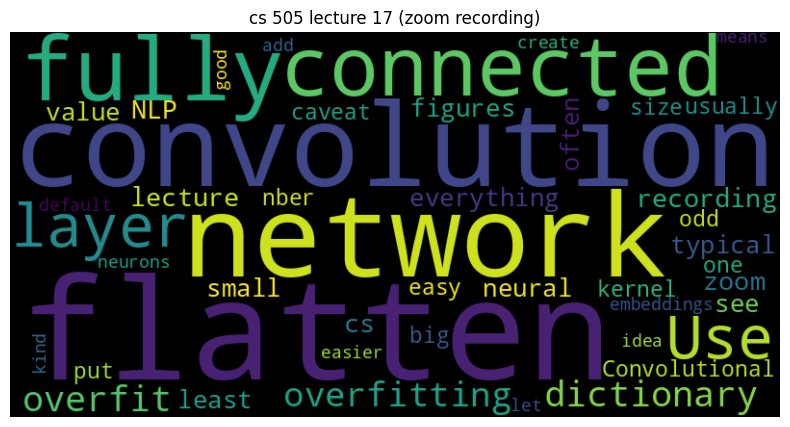 cs 505 lecture 17 (zoom recording)
fully good add connected create means
value NLP caveat figures often size usually
convolution
default lecture nber everything recording
layer network odd typical
neurons one zoom
small easy neural kernel embeddings see
flatten cs big Use
kind put easier idea Convolutional
overfit least overfitting let dictionary